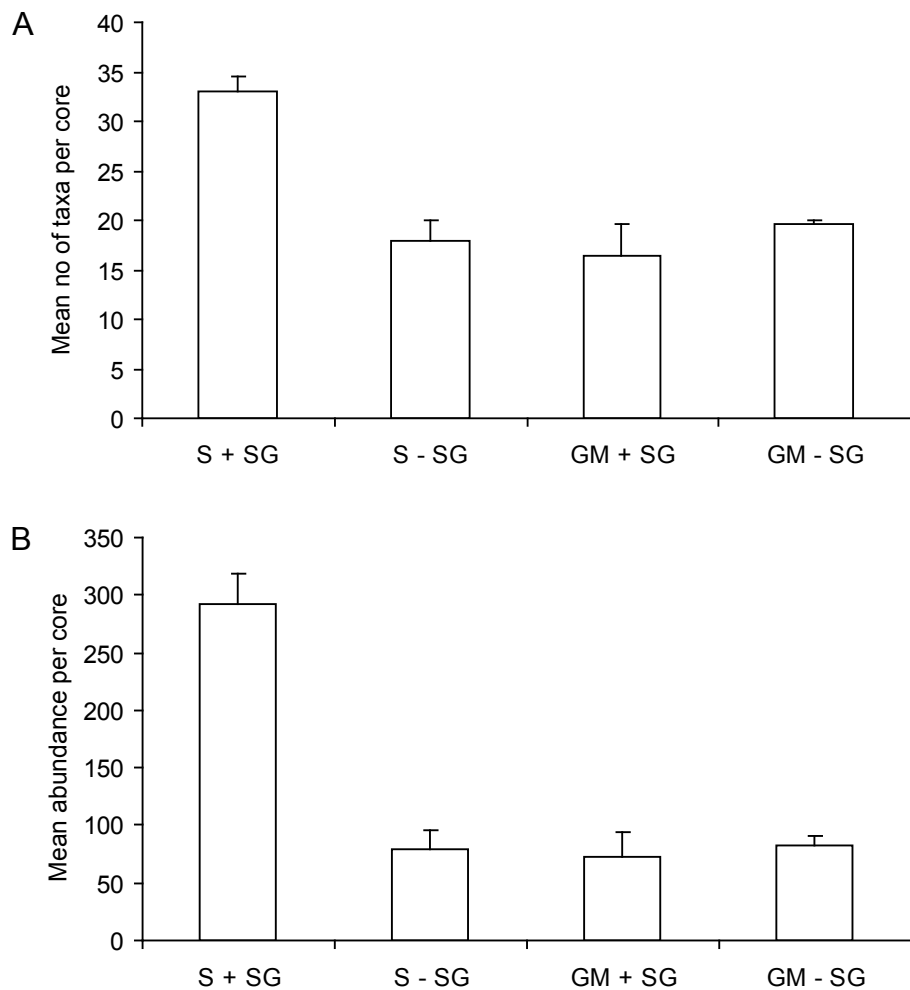 A
Mean no of taxa per core
40
35
30
25
20
15
10
5
0
S + SG S - SG GM + SG GM - SG
B
Mean abundance per core
350
300
250
200
150
100
50
0
S + SG S - SG GM + SG GM - SG